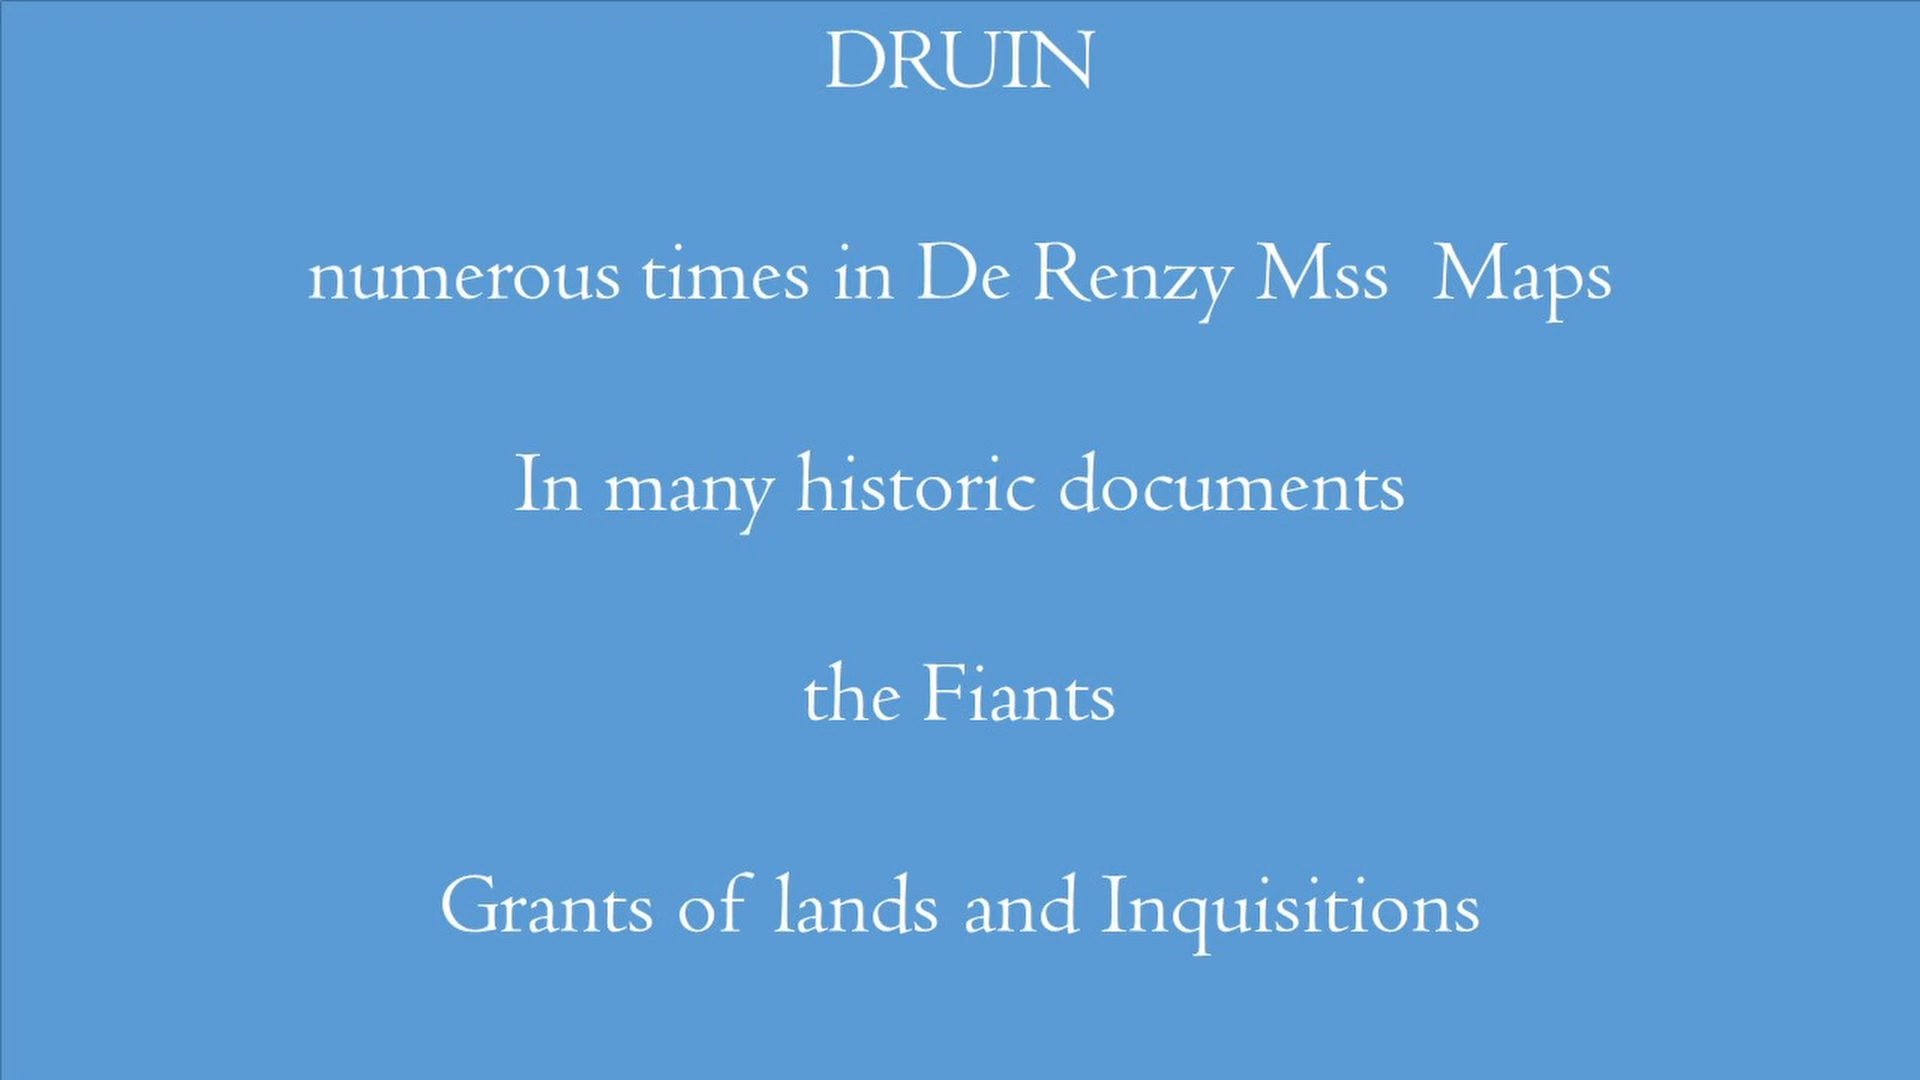 DRUIN
numerous times in De Renzy Mss  Maps
In many historic documents
the Fiants
Grants of lands and Inquisitions